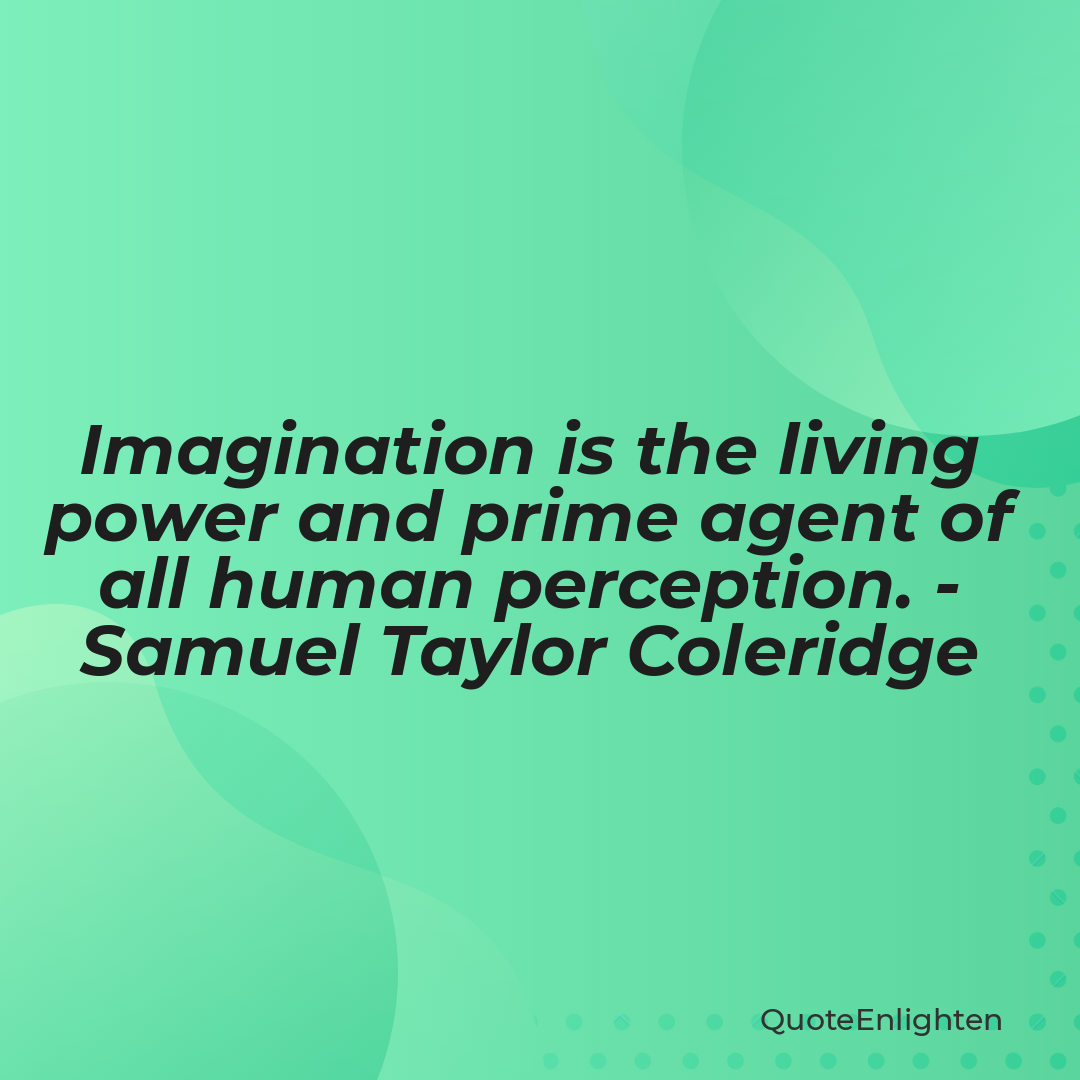 Imagination is the living
power and prime agent of
all human perception. -
Samuel Taylor Coleridge
QuoteEnlighten